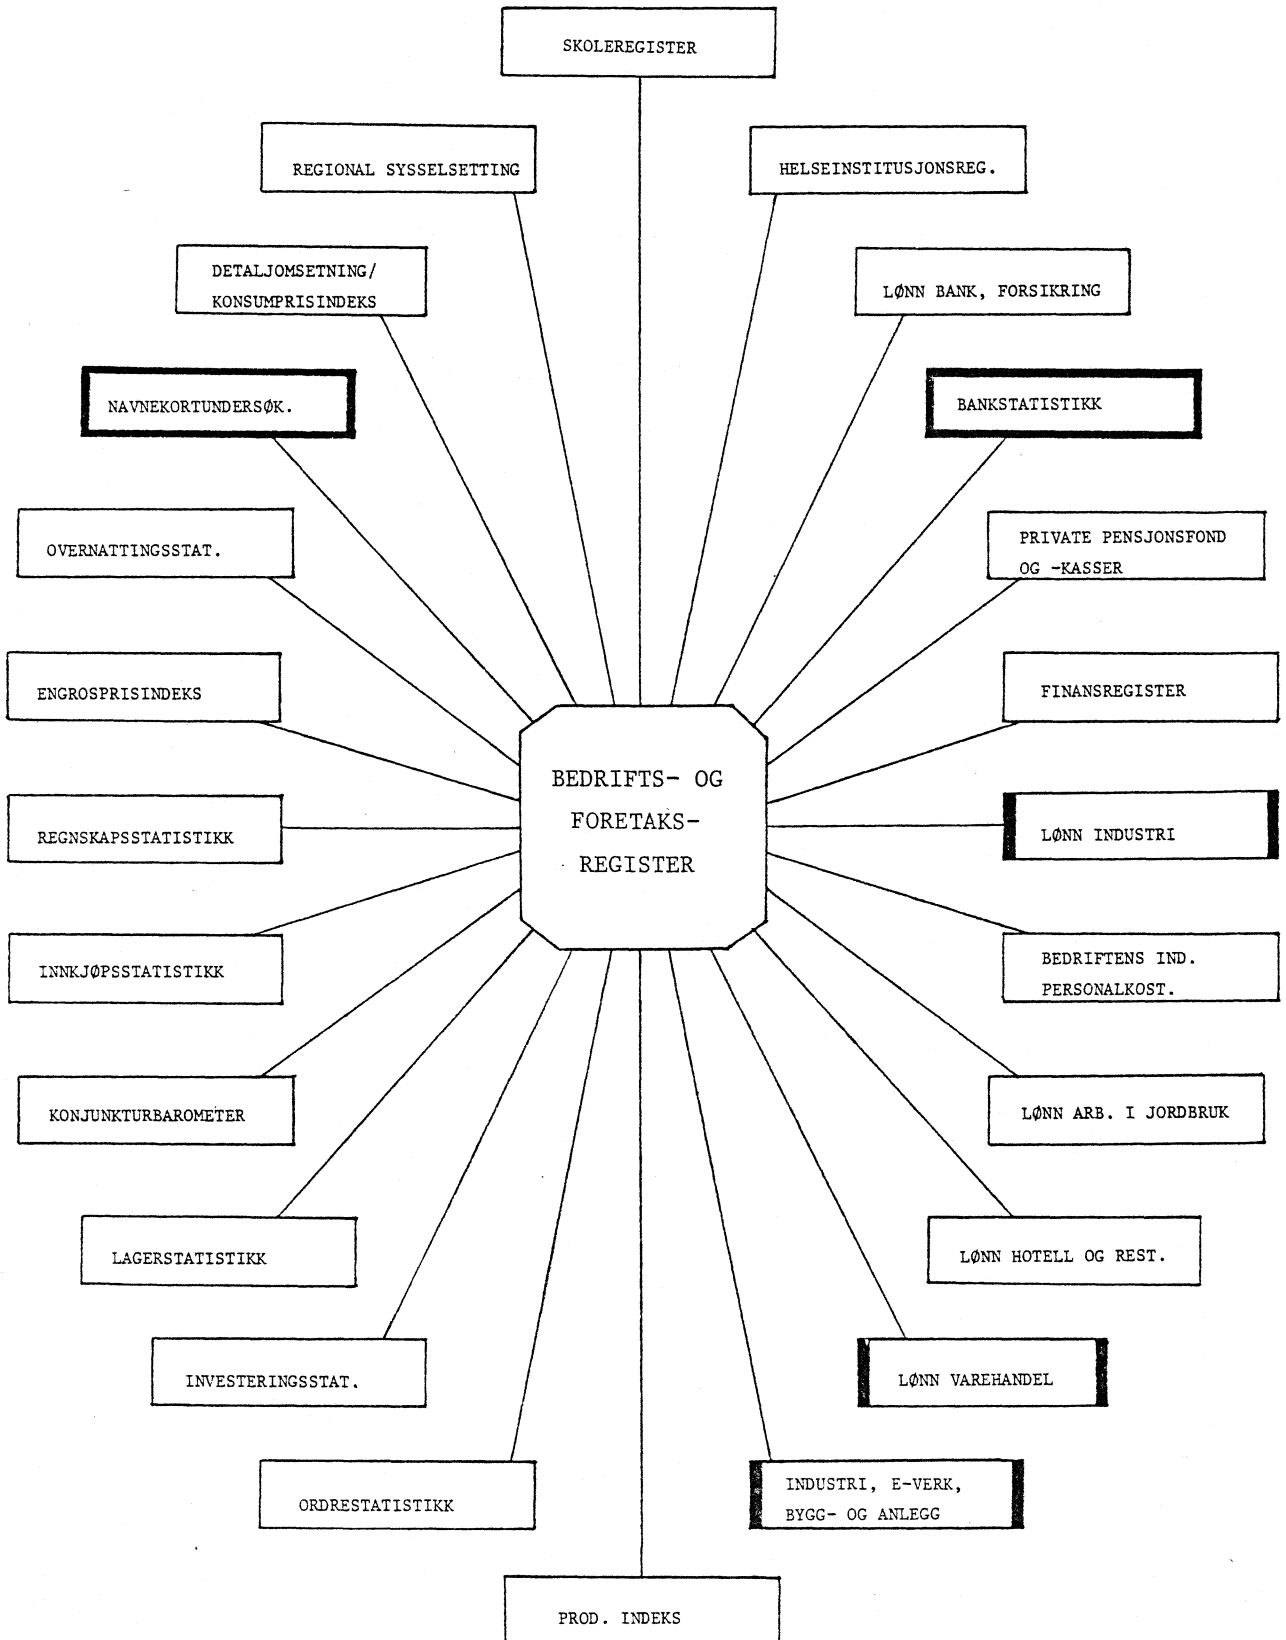 SKOLEREGISTER
REGIONAL SYSSELSETTING
HELSEINSTITUSJONSREG.
DETALJOMSETNING/
KONSUMPRISINDEKS
LØNN BANK, FORSIKRING
NAVNEKORTUNDERSØK.
BANKSTATISTIKK
OVERNATTINGSSTAT.
PRIVATE PENSJONSFOND
OG -KASSER
ENGROSPRISINDEKS
FINANSREGISTER
BEDRIFTS- OG
FORETAKS-
REGISTER
REGNSKAPSSTATISTIKK
LØNN INDUSTRI
INNKJØPSSTATISTIKK
BEDRIFTENS IND.
PERSONALKOST.
KONJUNKTURBAROMETER
LØNN ARB. I JORDBRUK
LAGERSTATISTIKK
LØNN HOTELL OG REST.
INVESTERINGSSTAT.
LØNN VAREHANDEL
ORDRESTATISTIKK
INDUSTRI, E-VERK,
BYGG- OG ANLEGG
PROD. INDEKS